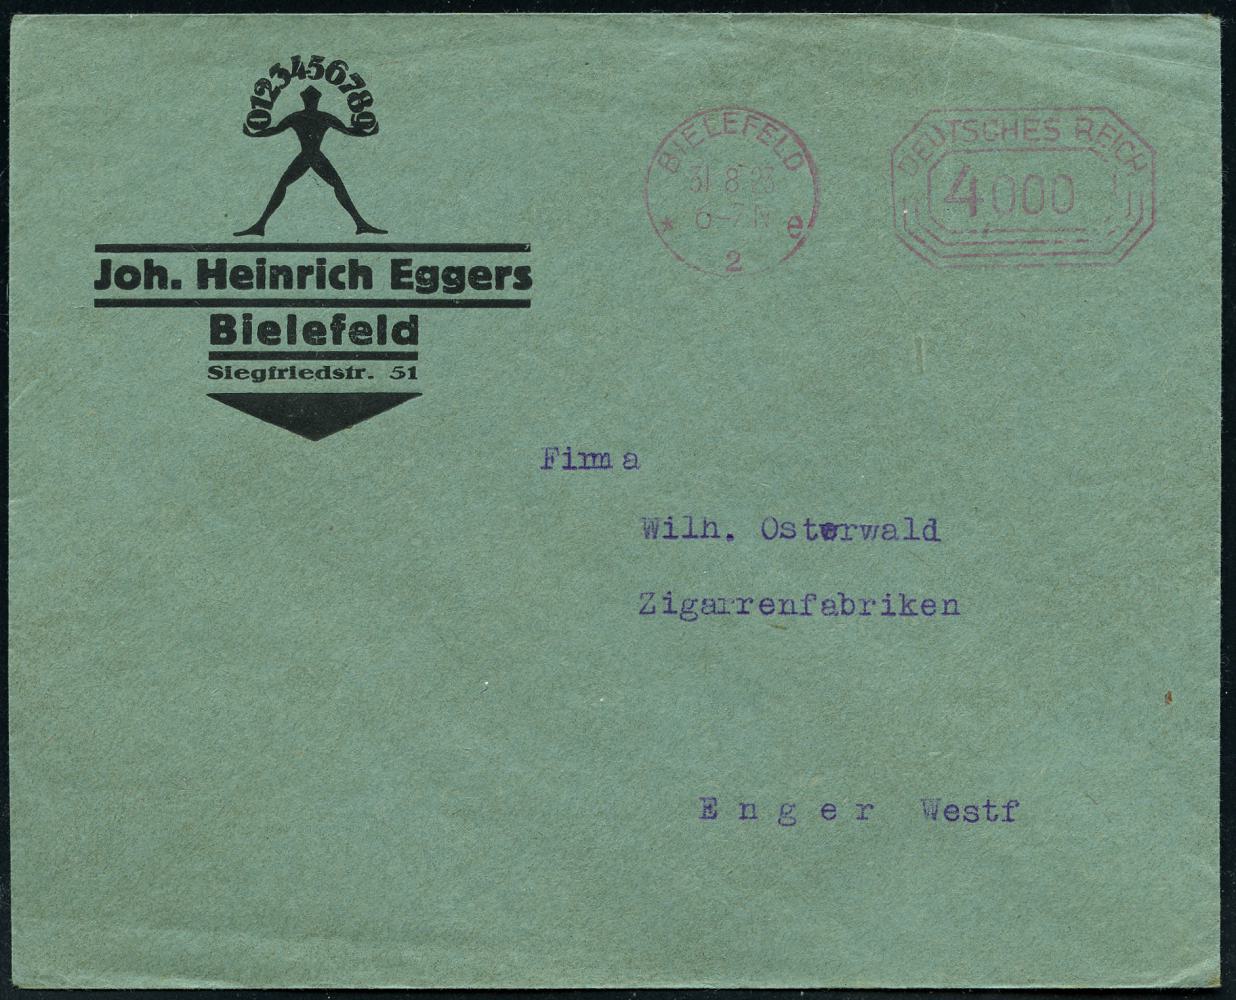 0123456789
Joh. Heinrich Eggers
Bielefeld
Siegfriedstr. 51
BIELEFELD
31 8 23
6-7 N
* e
2
DEUTSCHES REICH
4000
Firma
Wilh. Osterwald
Zigarrenfabriken
Enger Westf